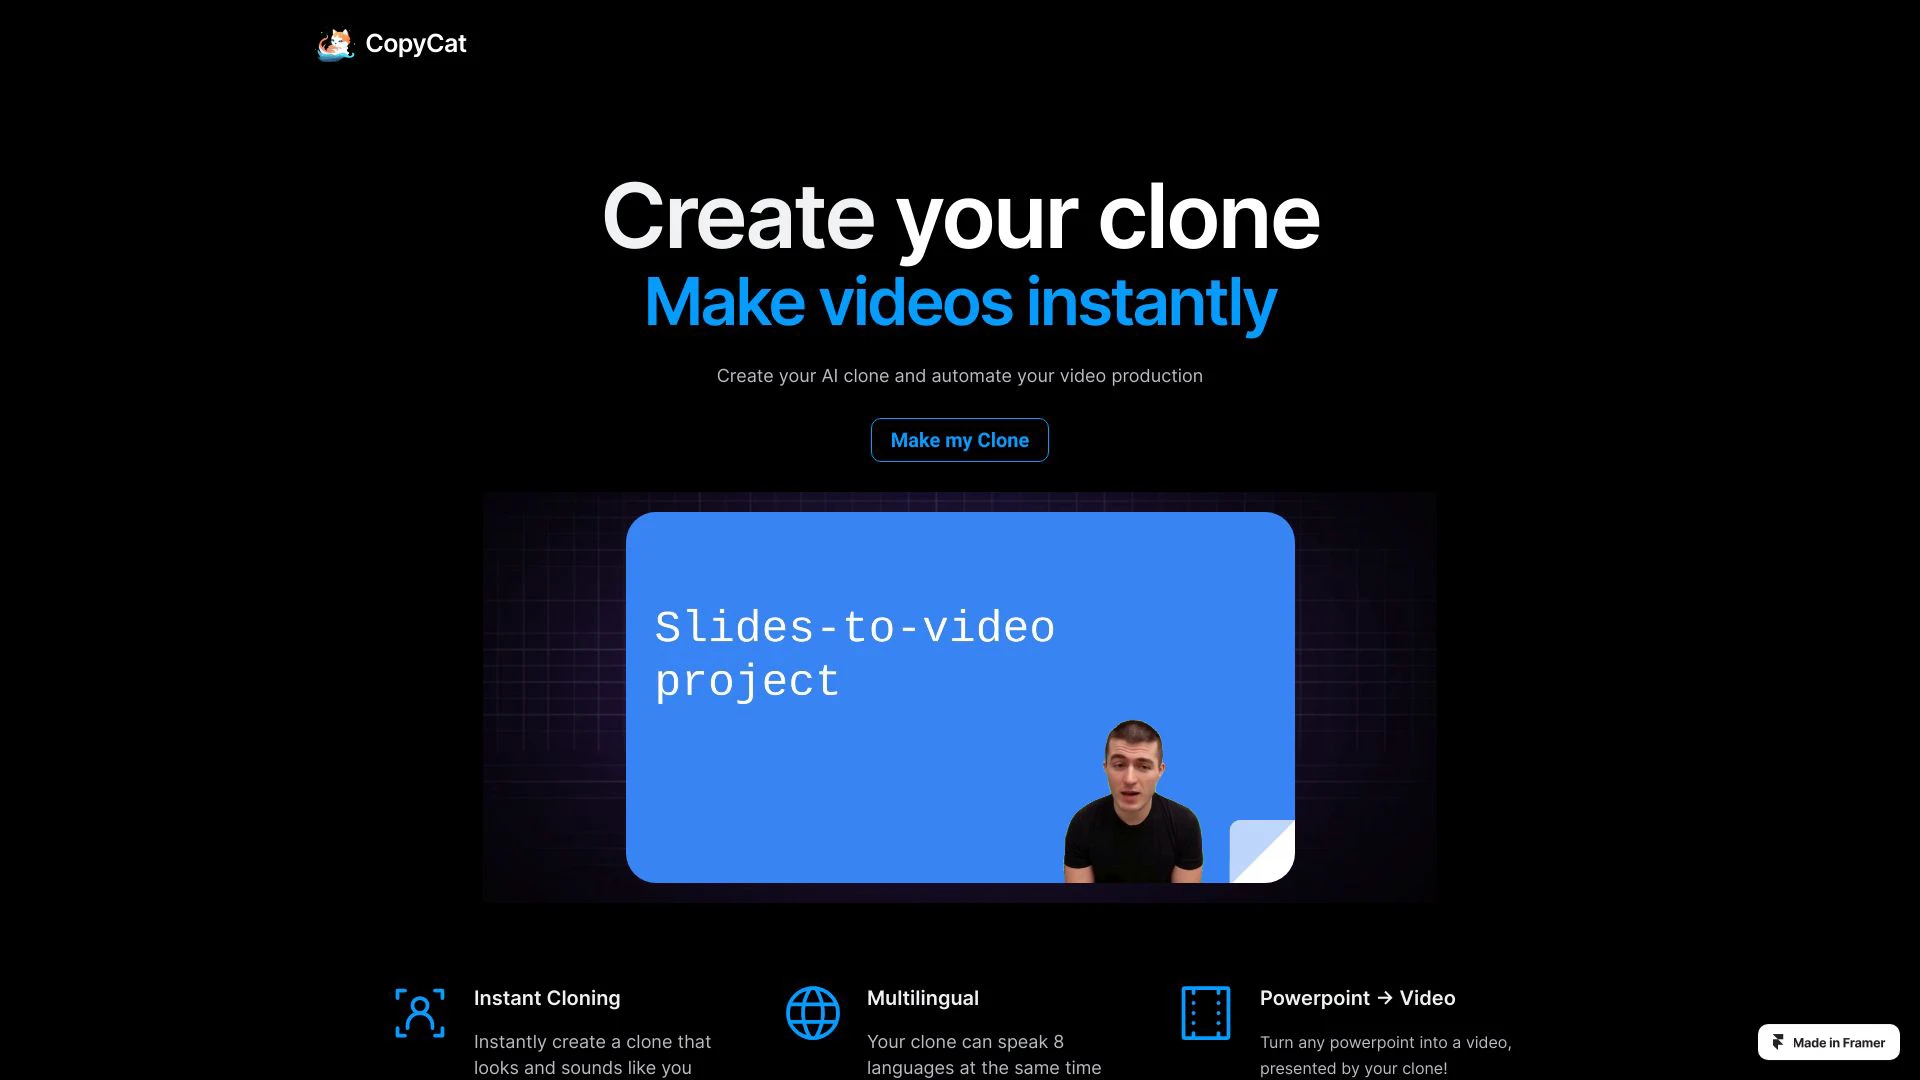 CopyCat
Create your clone
Make videos instantly
Create your AI clone and automate your video production
Make my Clone
Slides-to-video
project
Instant Cloning
Instantly create a clone that
looks and sounds like you
Multilingual
Your clone can speak 8
languages at the same time
Powerpoint → Video
Turn any powerpoint into a video,
presented by your clone!
Made in Framer